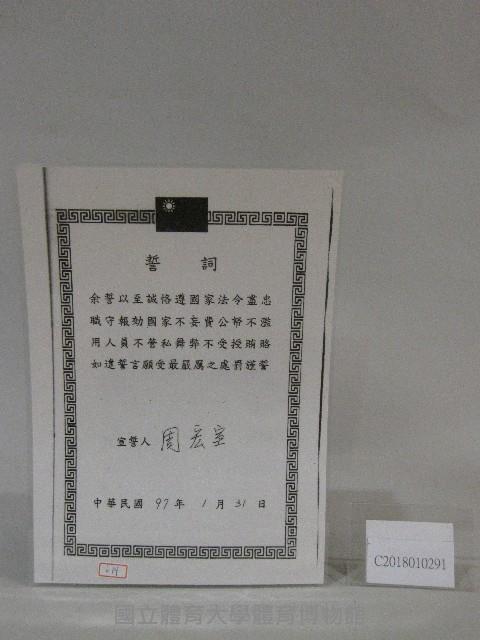 誓 詞
余誓以至誠恪遵國家法令盡忠
職守報効國家不妄費公帑不濫
用人員不營私舞弊不受授賄賂
如違誓言願受最嚴厲之處罰謹誓
宣誓人 周宏室
中華民國 97 年 1 月 31 日
C2018010291
國立體育大學體育博物館